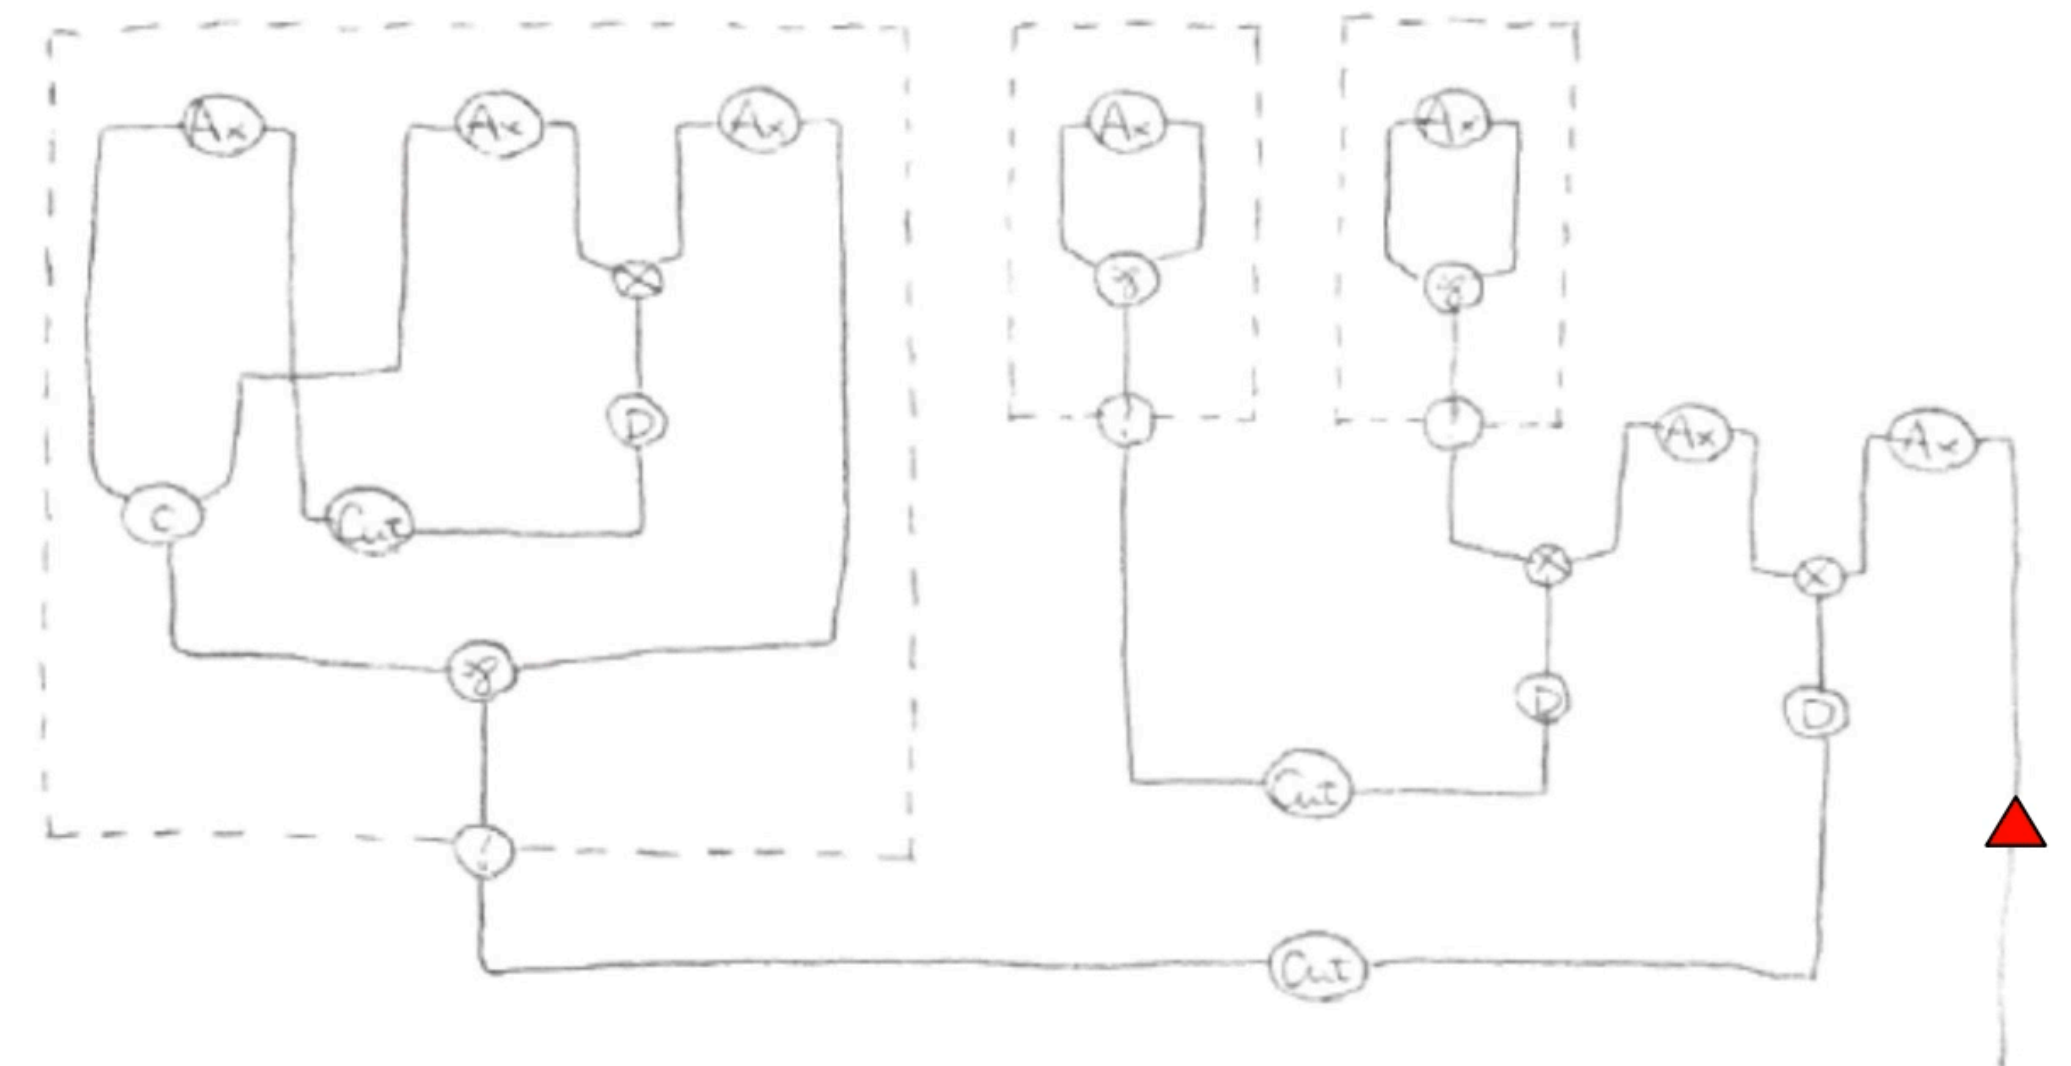 Ax Ax Ax Ax Ax
⊗ ⅋ ⅋
D ! ! Ax Ax
C Cut ⊗ ⊗
⅋ D D
! Cut
Cut